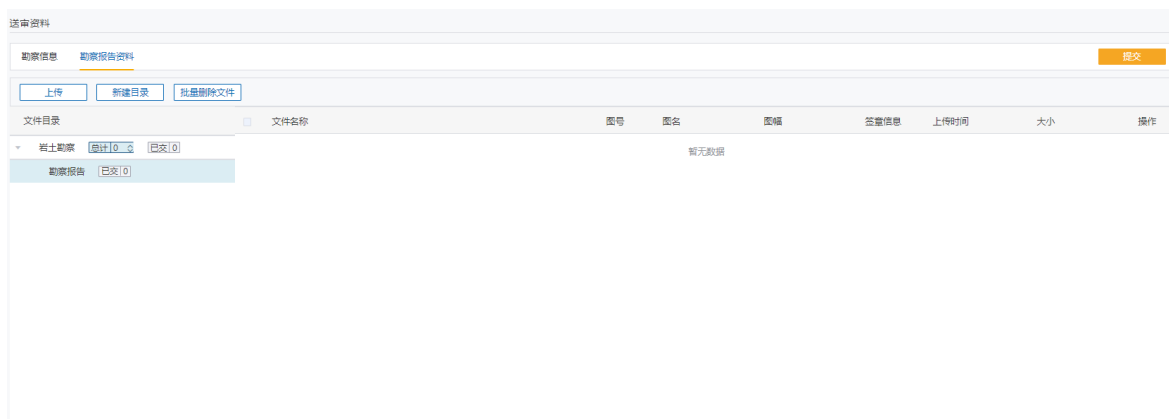 送审资料
勘察信息 勘察报告资料 提交
上传 新建目录 批量删除文件
文件目录 文件名称 图号 图名 图幅 签章信息 上传时间 大小 操作
岩土勘察 总计 0 已交 0 暂无数据
勘察报告 已交 0